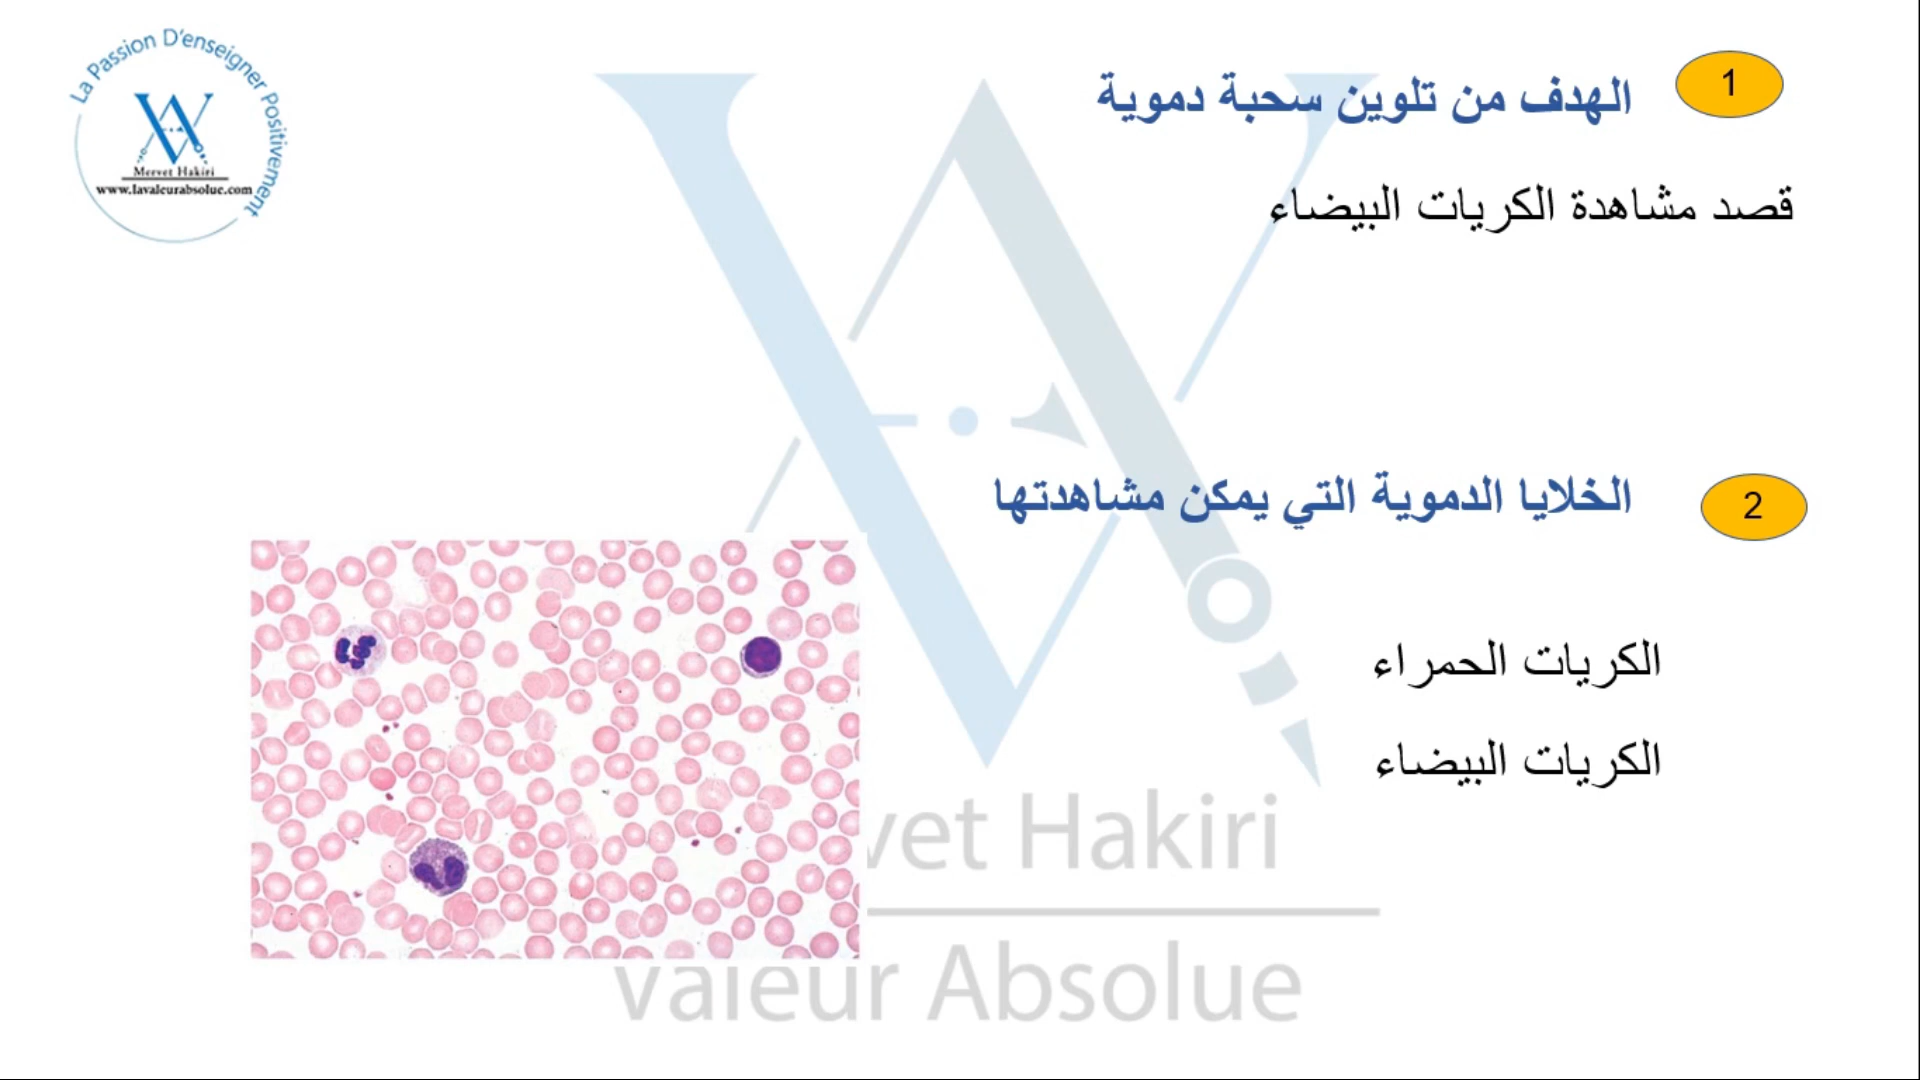 La Passion D'enseigner Positivement
Mervet Hakiri
www.lavaleurabsolue.com
1
الهدف من تلوين سحبة دموية
قصد مشاهدة الكريات البيضاء
2
الخلايا الدموية التي يمكن مشاهدتها
الكريات الحمراء
الكريات البيضاء
vet Hakiri
Valeur Absolue